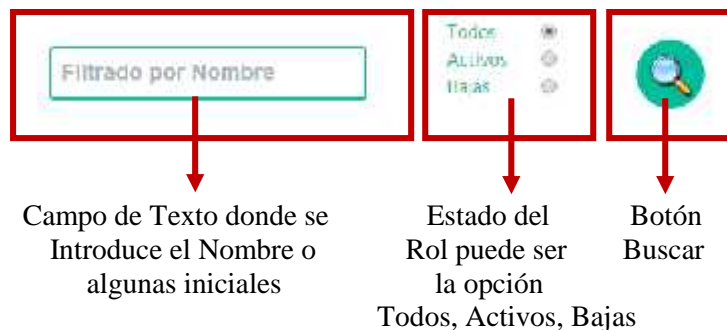 Filtrado por Nombre
Todos
Activos
Bajas
Campo de Texto donde se
Introduce el Nombre o
algunas iniciales
Estado del
Rol puede ser
la opción
Todos, Activos, Bajas
Botón
Buscar